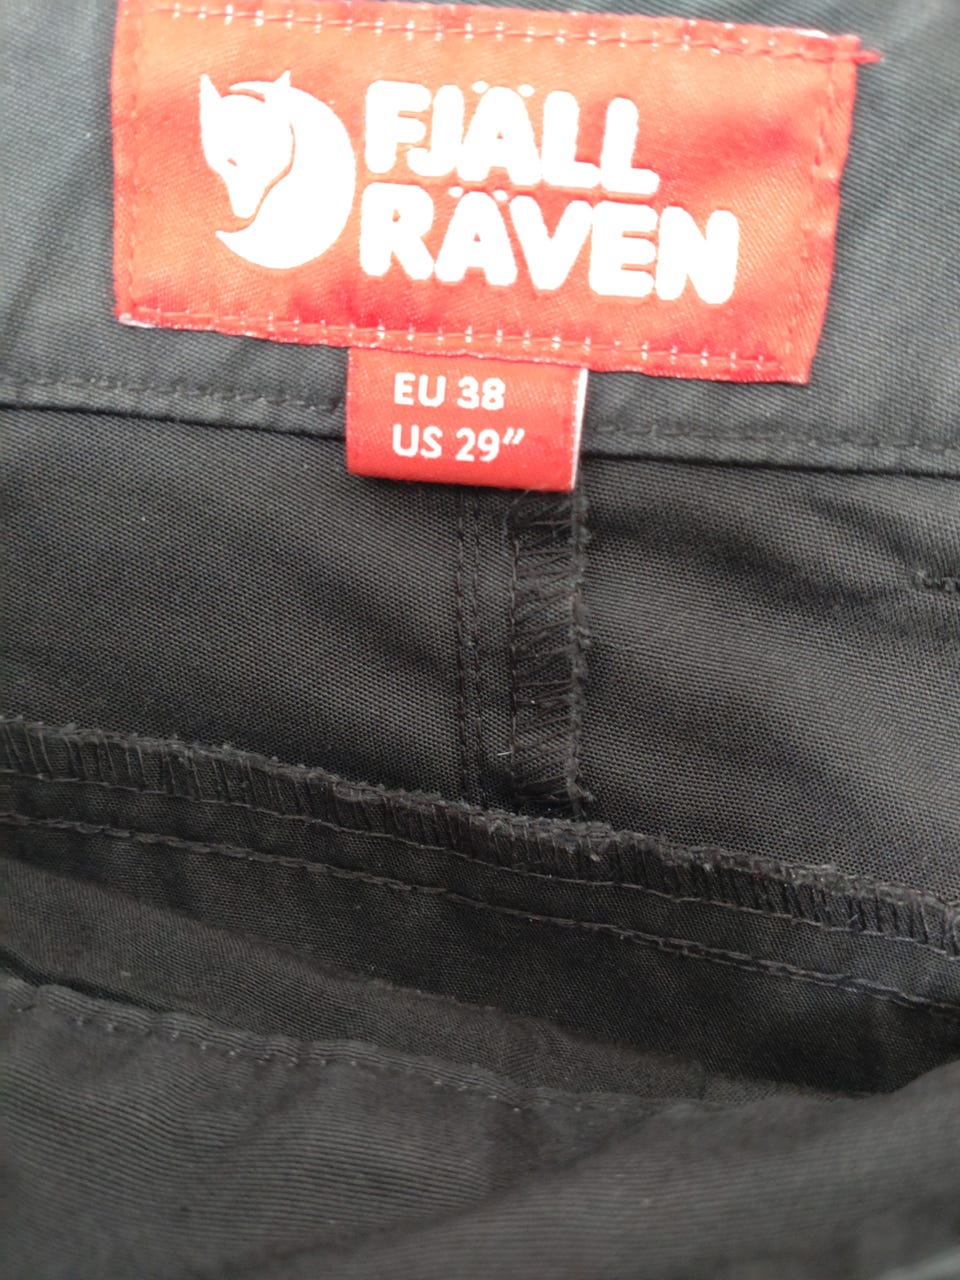 FJÄLL
RÄVEN
EU 38
US 29″